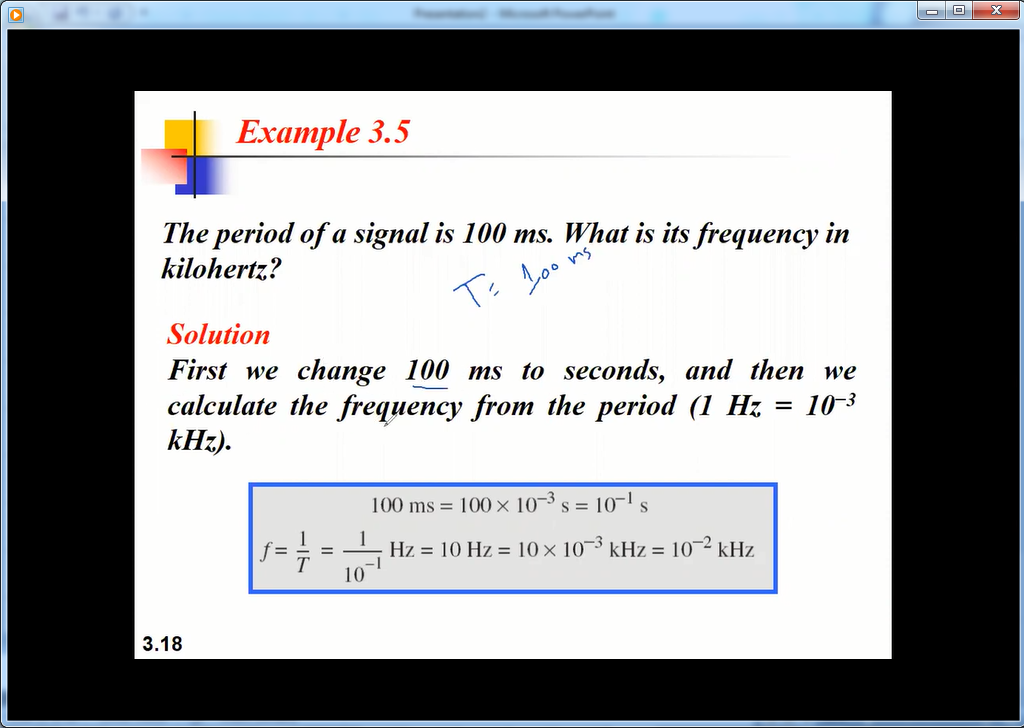 Presentation2 - Microsoft PowerPoint
Example 3.5
The period of a signal is 100 ms. What is its frequency in
kilohertz?
T= 100 ms
Solution
First we change 100 ms to seconds, and then we
calculate the frequency from the period (1 Hz = 10⁻³
kHz).
100 ms = 100 × 10⁻³ s = 10⁻¹ s
f = 1/T = 1/10⁻¹ Hz = 10 Hz = 10 × 10⁻³ kHz = 10⁻² kHz
3.18